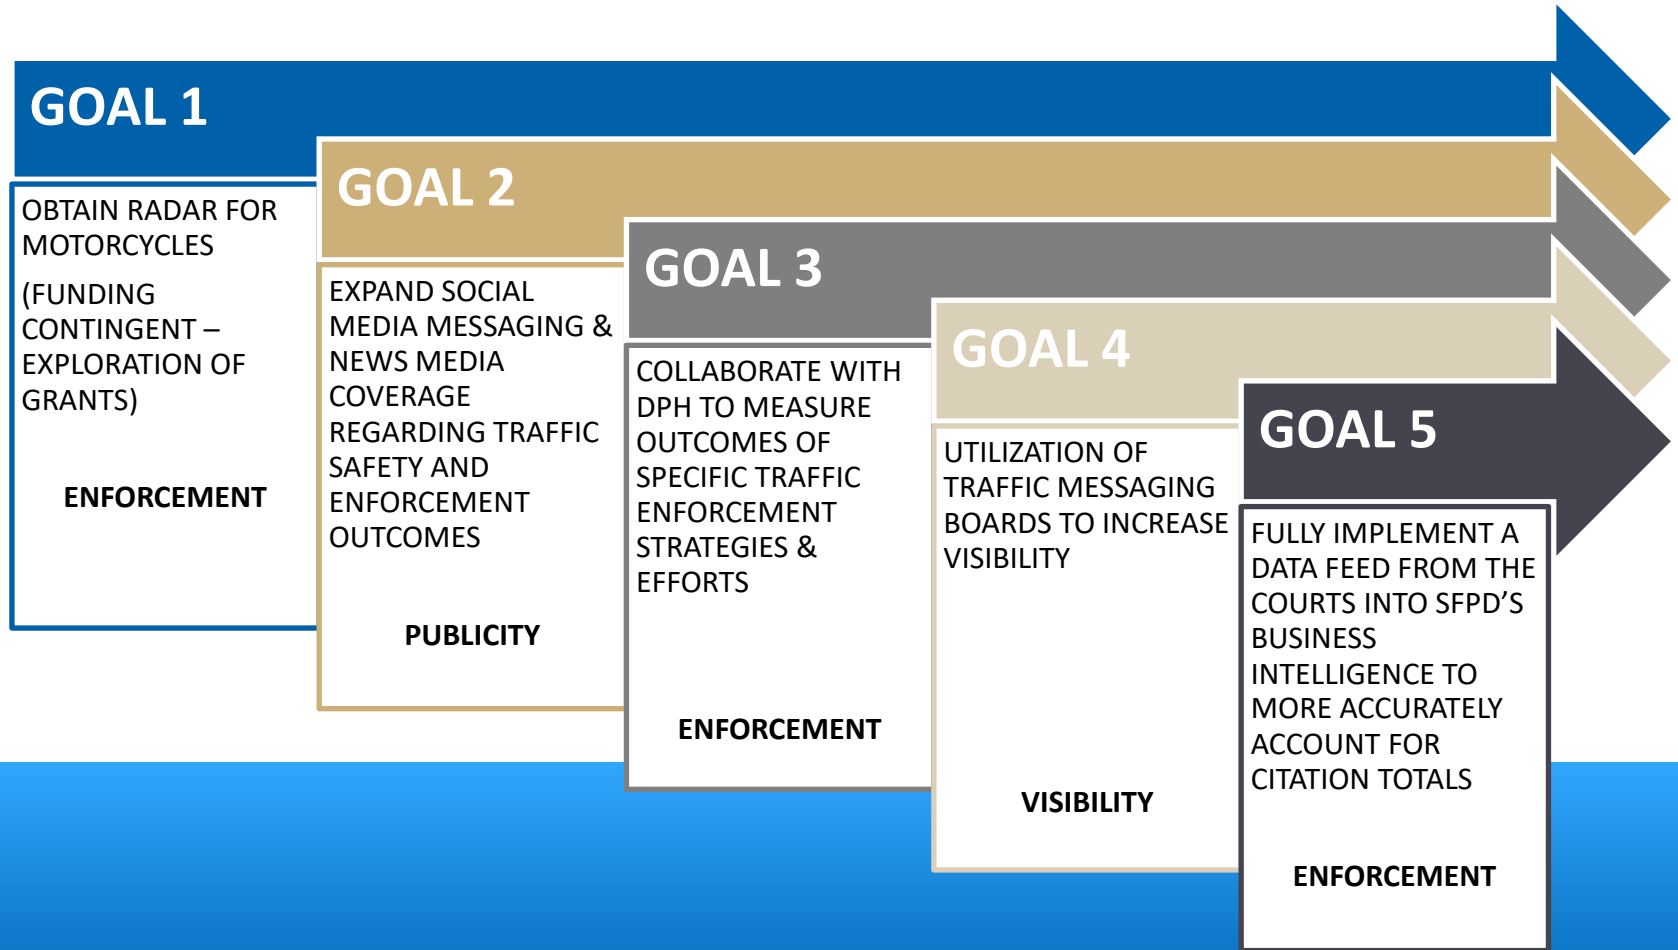 GOAL 1
OBTAIN RADAR FOR
MOTORCYCLES
(FUNDING
CONTINGENT –
EXPLORATION OF
GRANTS)
ENFORCEMENT
GOAL 2
EXPAND SOCIAL
MEDIA MESSAGING &
NEWS MEDIA
COVERAGE
REGARDING TRAFFIC
SAFETY AND
ENFORCEMENT
OUTCOMES
PUBLICITY
GOAL 3
COLLABORATE WITH
DPH TO MEASURE
OUTCOMES OF
SPECIFIC TRAFFIC
ENFORCEMENT
STRATEGIES &
EFFORTS
ENFORCEMENT
GOAL 4
UTILIZATION OF
TRAFFIC MESSAGING
BOARDS TO INCREASE
VISIBILITY
VISIBILITY
GOAL 5
FULLY IMPLEMENT A
DATA FEED FROM THE
COURTS INTO SFPD’S
BUSINESS
INTELLIGENCE TO
MORE ACCURATELY
ACCOUNT FOR
CITATION TOTALS
ENFORCEMENT